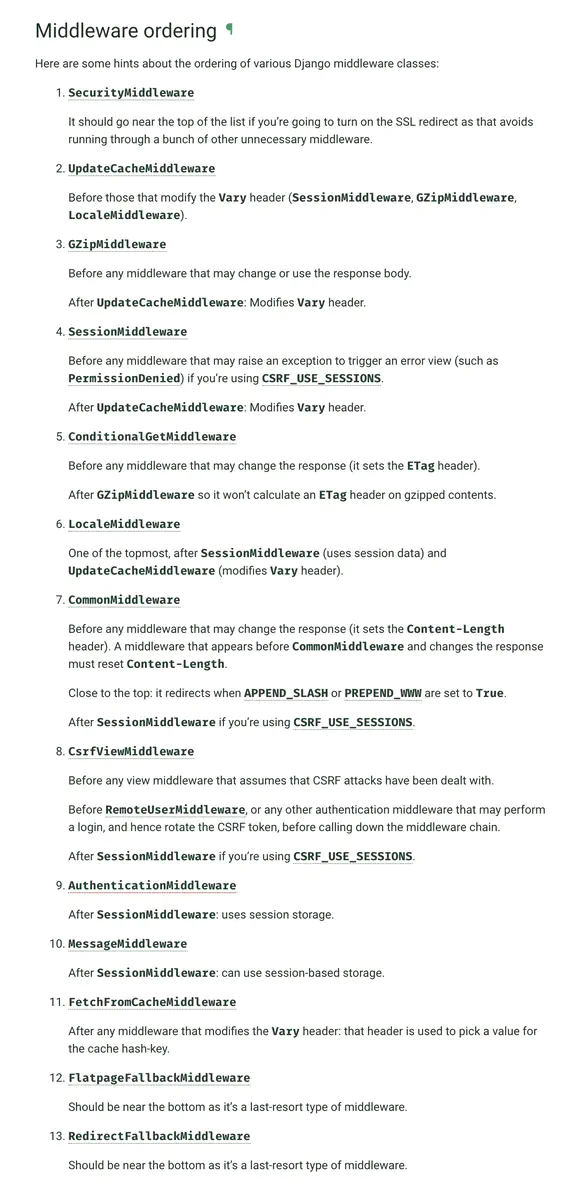 Middleware ordering ¶
Here are some hints about the ordering of various Django middleware classes:
1. SecurityMiddleware
It should go near the top of the list if you’re going to turn on the SSL redirect as that avoids
running through a bunch of other unnecessary middleware.
2. UpdateCacheMiddleware
Before those that modify the Vary header (SessionMiddleware, GZipMiddleware,
LocaleMiddleware).
3. GZipMiddleware
Before any middleware that may change or use the response body.
After UpdateCacheMiddleware: Modifies Vary header.
4. SessionMiddleware
Before any middleware that may raise an exception to trigger an error view (such as
PermissionDenied) if you’re using CSRF_USE_SESSIONS.
After UpdateCacheMiddleware: Modifies Vary header.
5. ConditionalGetMiddleware
Before any middleware that may change the response (it sets the ETag header).
After GZipMiddleware so it won’t calculate an ETag header on gzipped contents.
6. LocaleMiddleware
One of the topmost, after SessionMiddleware (uses session data) and
UpdateCacheMiddleware (modifies Vary header).
7. CommonMiddleware
Before any middleware that may change the response (it sets the Content-Length
header). A middleware that appears before CommonMiddleware and changes the response
must reset Content-Length.
Close to the top: it redirects when APPEND_SLASH or PREPEND_WWW are set to True.
After SessionMiddleware if you’re using CSRF_USE_SESSIONS.
8. CsrfViewMiddleware
Before any view middleware that assumes that CSRF attacks have been dealt with.
Before RemoteUserMiddleware, or any other authentication middleware that may perform
a login, and hence rotate the CSRF token, before calling down the middleware chain.
After SessionMiddleware if you’re using CSRF_USE_SESSIONS.
9. AuthenticationMiddleware
After SessionMiddleware: uses session storage.
10. MessageMiddleware
After SessionMiddleware: can use session-based storage.
11. FetchFromCacheMiddleware
After any middleware that modifies the Vary header: that header is used to pick a value for
the cache hash-key.
12. FlatpageFallbackMiddleware
Should be near the bottom as it’s a last-resort type of middleware.
13. RedirectFallbackMiddleware
Should be near the bottom as it’s a last-resort type of middleware.